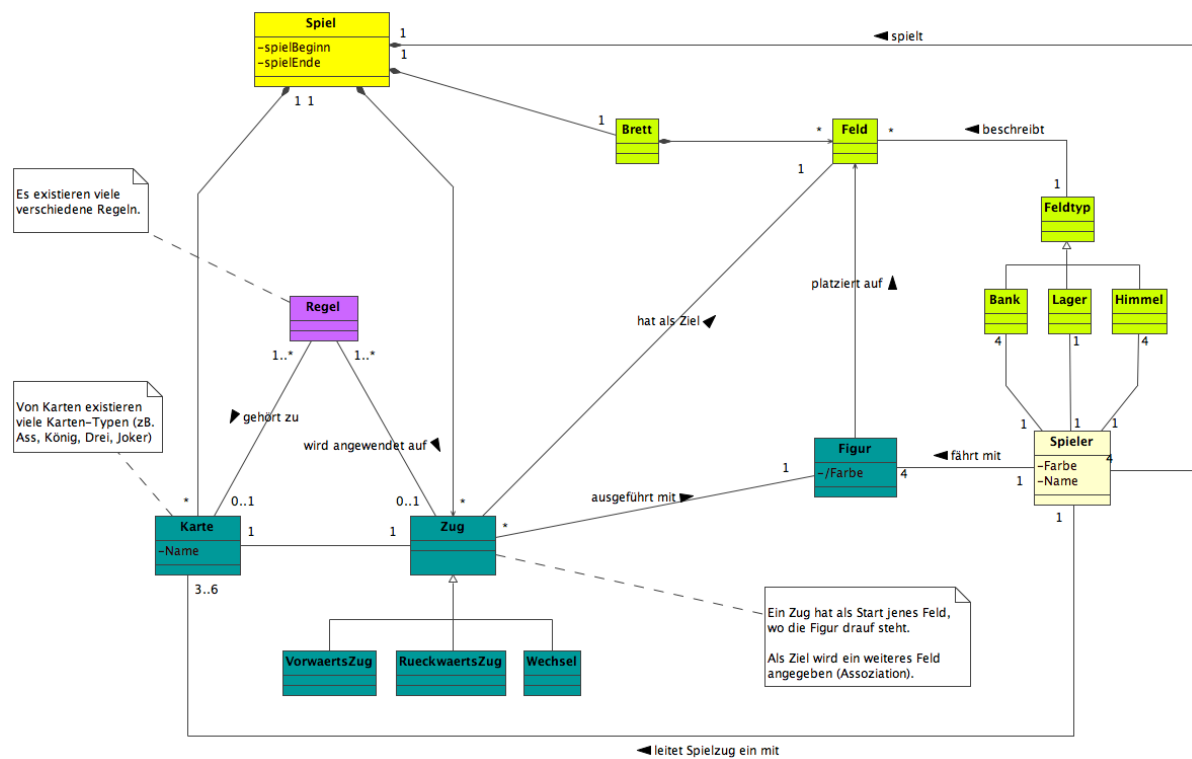 Spiel
-spielBeginn
-spielEnde
1
1
◄ spielt
1 1
1
Brett
*
Feld
*
◄ beschreibt
1
1
Feldtyp
Es existieren viele
verschiedene Regeln.
Regel
1..*
1..*
hat als Ziel
platziert auf
Bank
Lager
Himmel
4
1
4
Von Karten existieren
viele Karten-Typen (zB.
Ass, König, Drei, Joker)
gehört zu
wird angewendet auf
1
1
1
Spieler
-Farbe
-Name
4
1
1
Figur
-/Farbe
◄ fährt mit
1
4
ausgeführt mit ►
*
0..1
0..1
*
*
Karte
-Name
1
1
Zug
3..6
VorwaertsZug
RueckwaertsZug
Wechsel
Ein Zug hat als Start jenes Feld,
wo die Figur drauf steht.
Als Ziel wird ein weiteres Feld
angegeben (Assoziation).
◄ leitet Spielzug ein mit